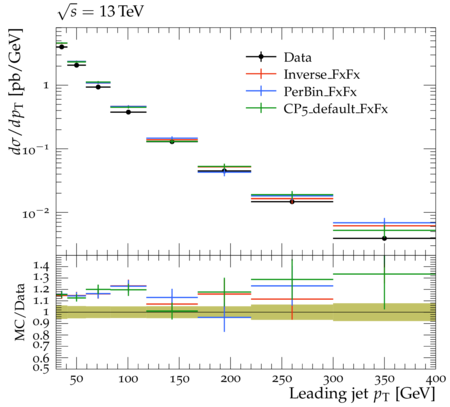 √s = 13 TeV
dσ/dpT [pb/GeV]
1
10⁻¹
10⁻²
Data
Inverse_FxFx
PerBin_FxFx
CP5_default_FxFx
MC/Data
1.4
1.3
1.2
1.1
1
0.9
0.8
0.7
0.6
0.5
50 100 150 200 250 300 350 400
Leading jet pT [GeV]